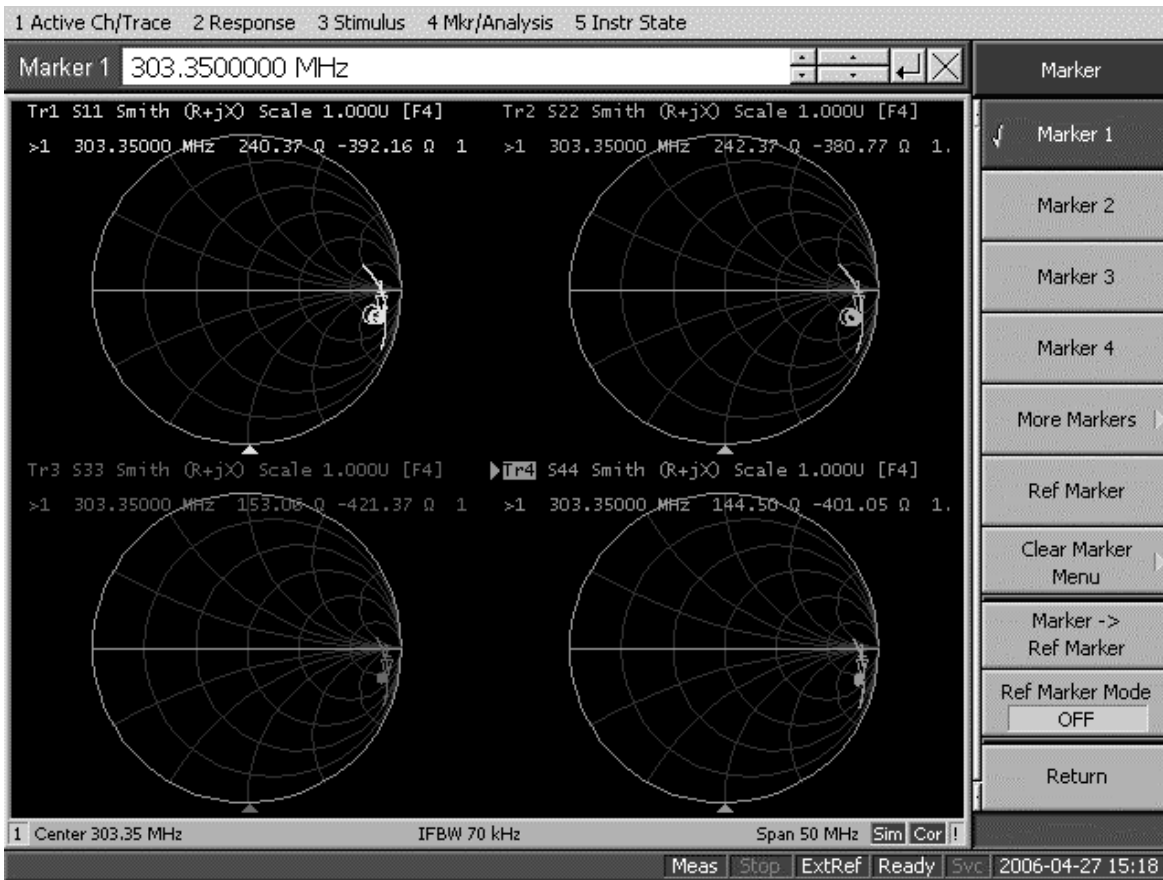 1 Active Ch/Trace 2 Response 3 Stimulus 4 Mkr/Analysis 5 Instr State
Marker 1 303.3500000 MHz
Tr1 S11 Smith (R+jX) Scale 1.000U [F4]
>1 303.35000 MHz 240.37 Ω -392.16 Ω 1
Tr2 S22 Smith (R+jX) Scale 1.000U [F4]
>1 303.35000 MHz 242.37 Ω -380.77 Ω 1.
Tr3 S33 Smith (R+jX) Scale 1.000U [F4]
>1 303.35000 MHz 153.06 Ω -421.37 Ω 1
Tr4 S44 Smith (R+jX) Scale 1.000U [F4]
>1 303.35000 MHz 144.50 Ω -401.05 Ω 1.
1 Center 303.35 MHz IFBW 70 kHz Span 50 MHz Sim Cor !
Marker
√ Marker 1
Marker 2
Marker 3
Marker 4
More Markers
Ref Marker
Clear Marker
Menu
Marker ->
Ref Marker
Ref Marker Mode
OFF
Return
Meas Stop ExtRef Ready Svc 2006-04-27 15:18